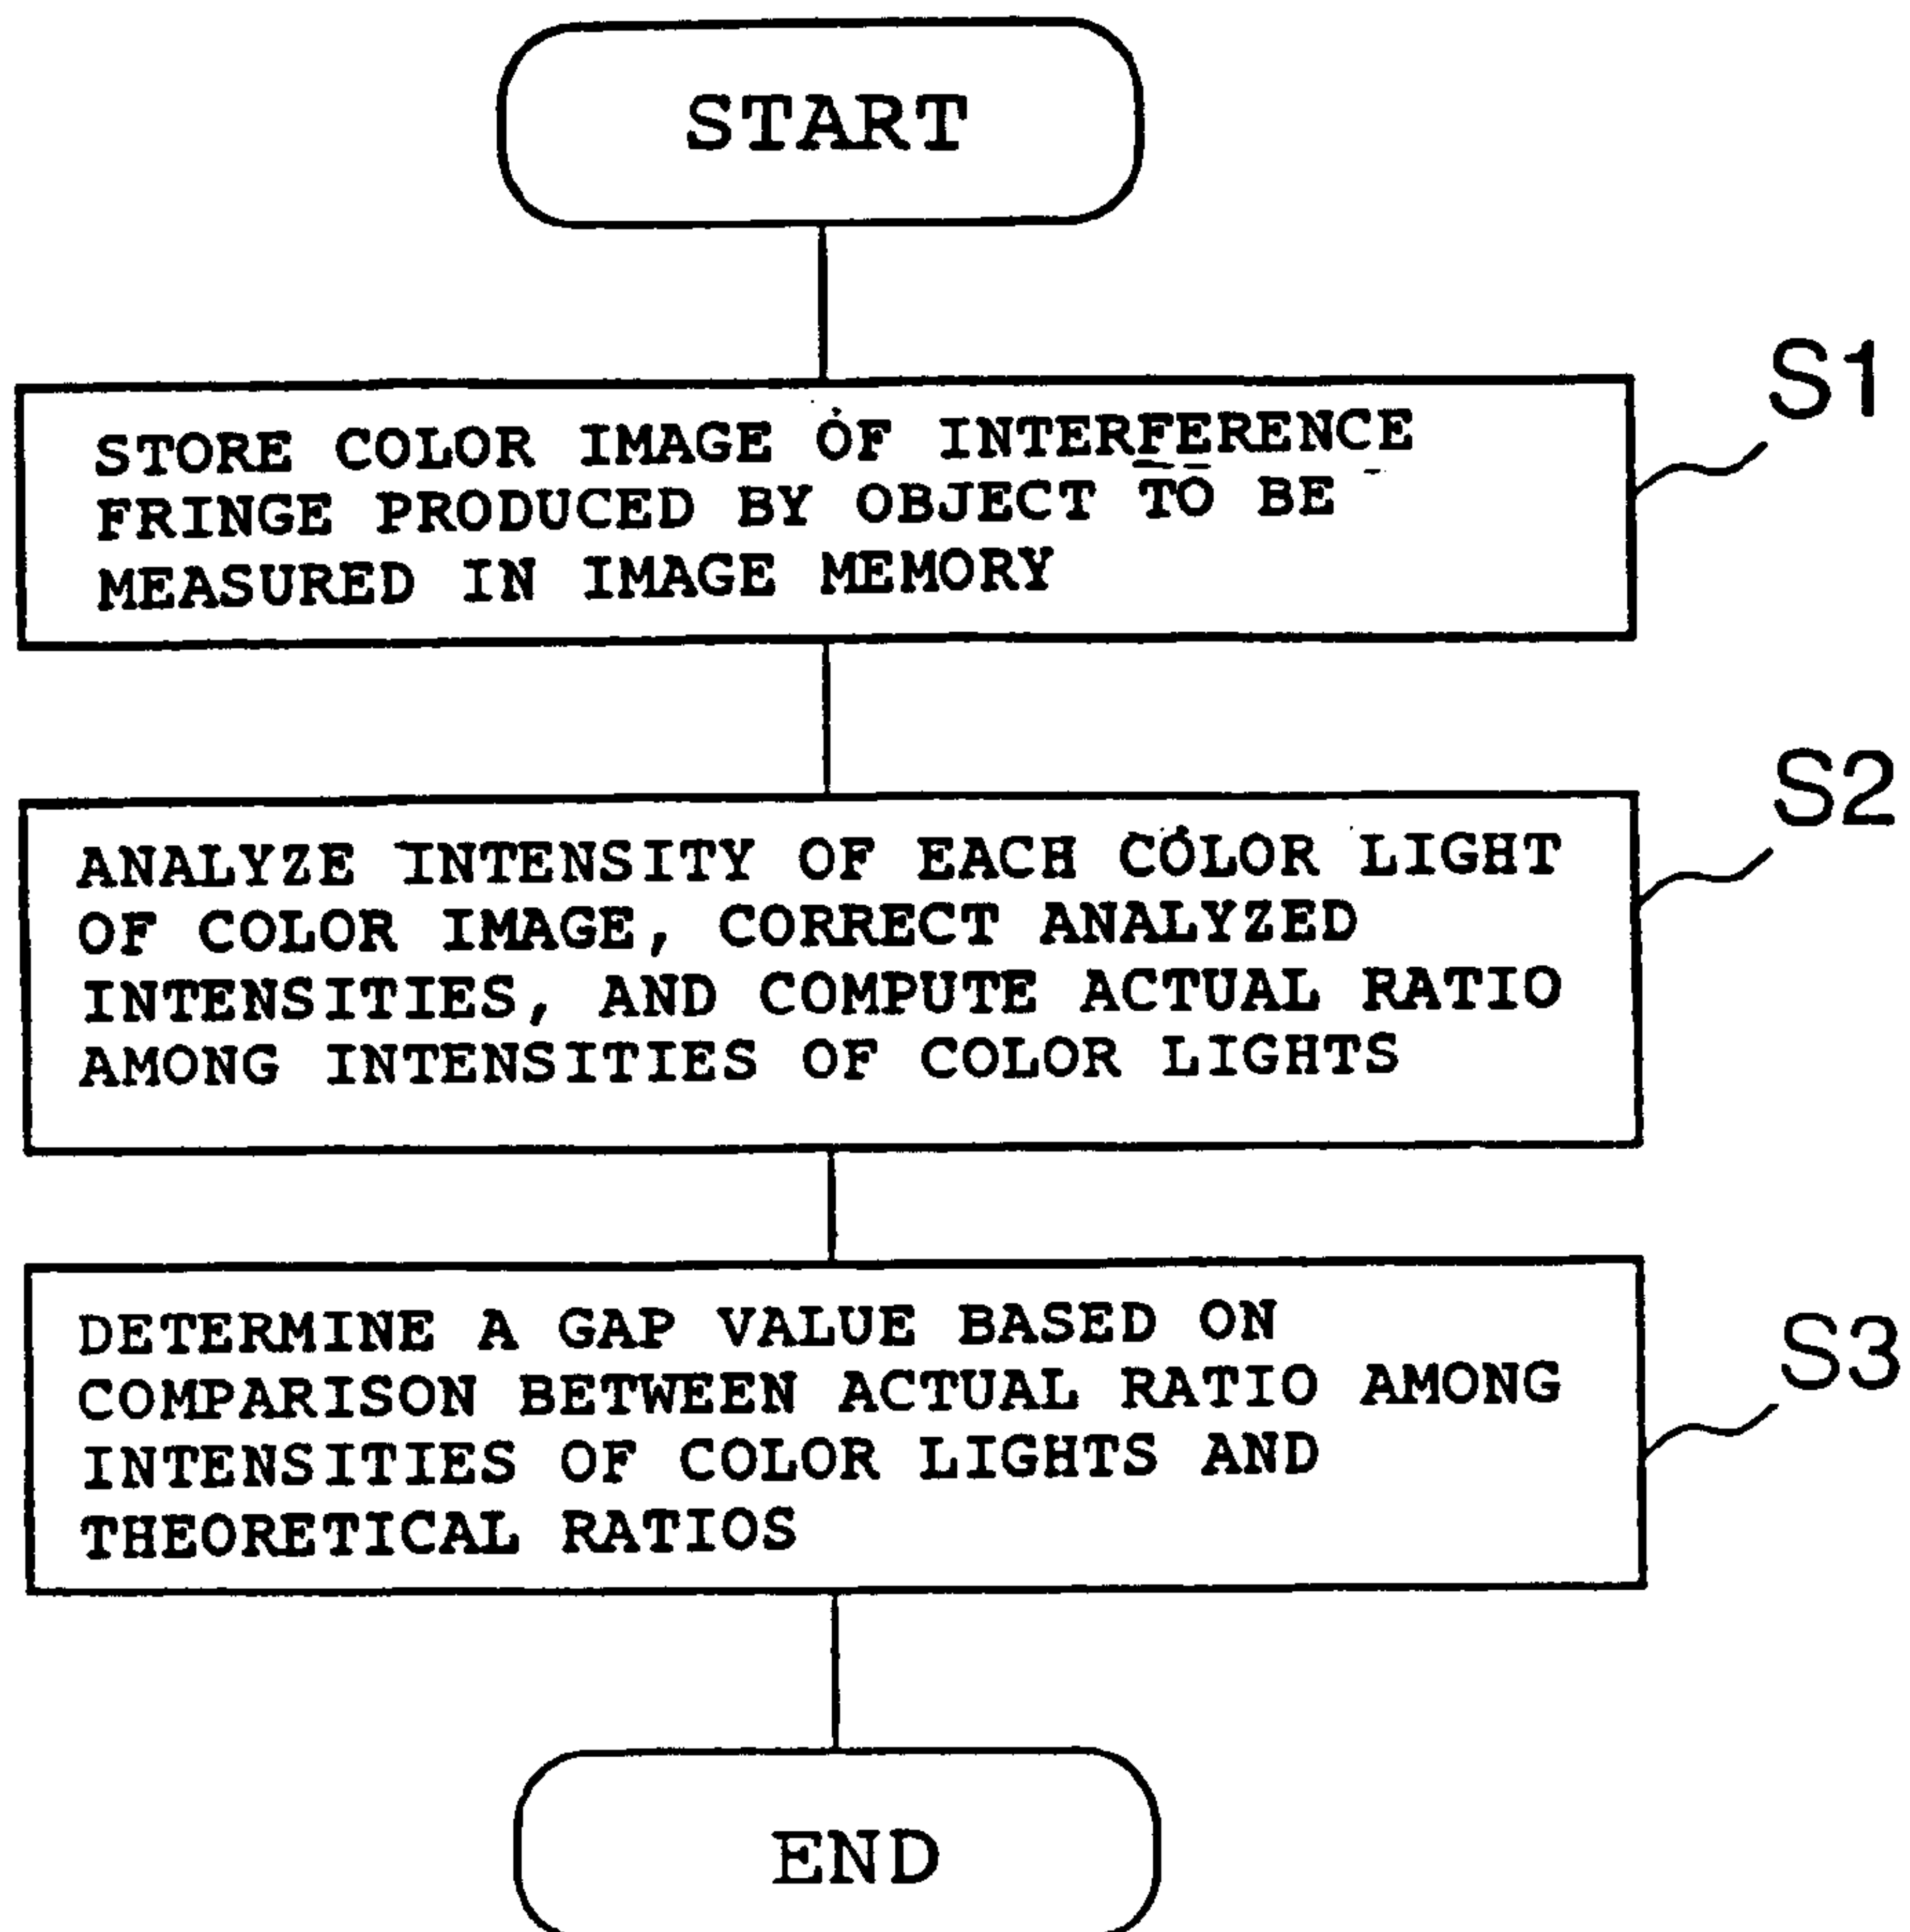 START
S1
STORE COLOR IMAGE OF INTERFERENCE
FRINGE PRODUCED BY OBJECT TO BE
MEASURED IN IMAGE MEMORY
S2
ANALYZE INTENSITY OF EACH COLOR LIGHT
OF COLOR IMAGE, CORRECT ANALYZED
INTENSITIES, AND COMPUTE ACTUAL RATIO
AMONG INTENSITIES OF COLOR LIGHTS
S3
DETERMINE A GAP VALUE BASED ON
COMPARISON BETWEEN ACTUAL RATIO AMONG
INTENSITIES OF COLOR LIGHTS AND
THEORETICAL RATIOS
END